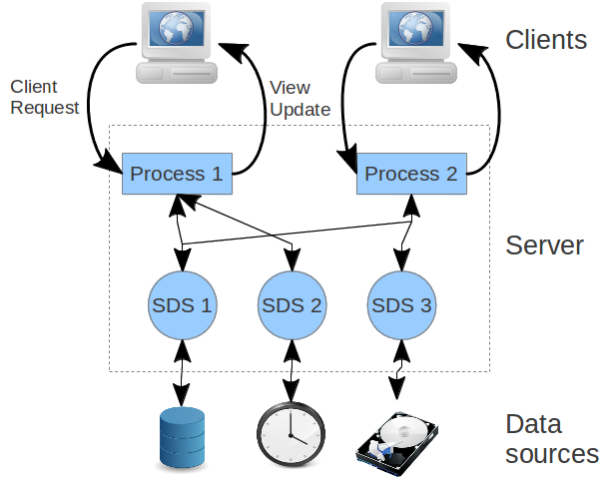 Clients
Client
Request
View
Update
Process 1
Process 2
Server
SDS 1
SDS 2
SDS 3
Data
sources